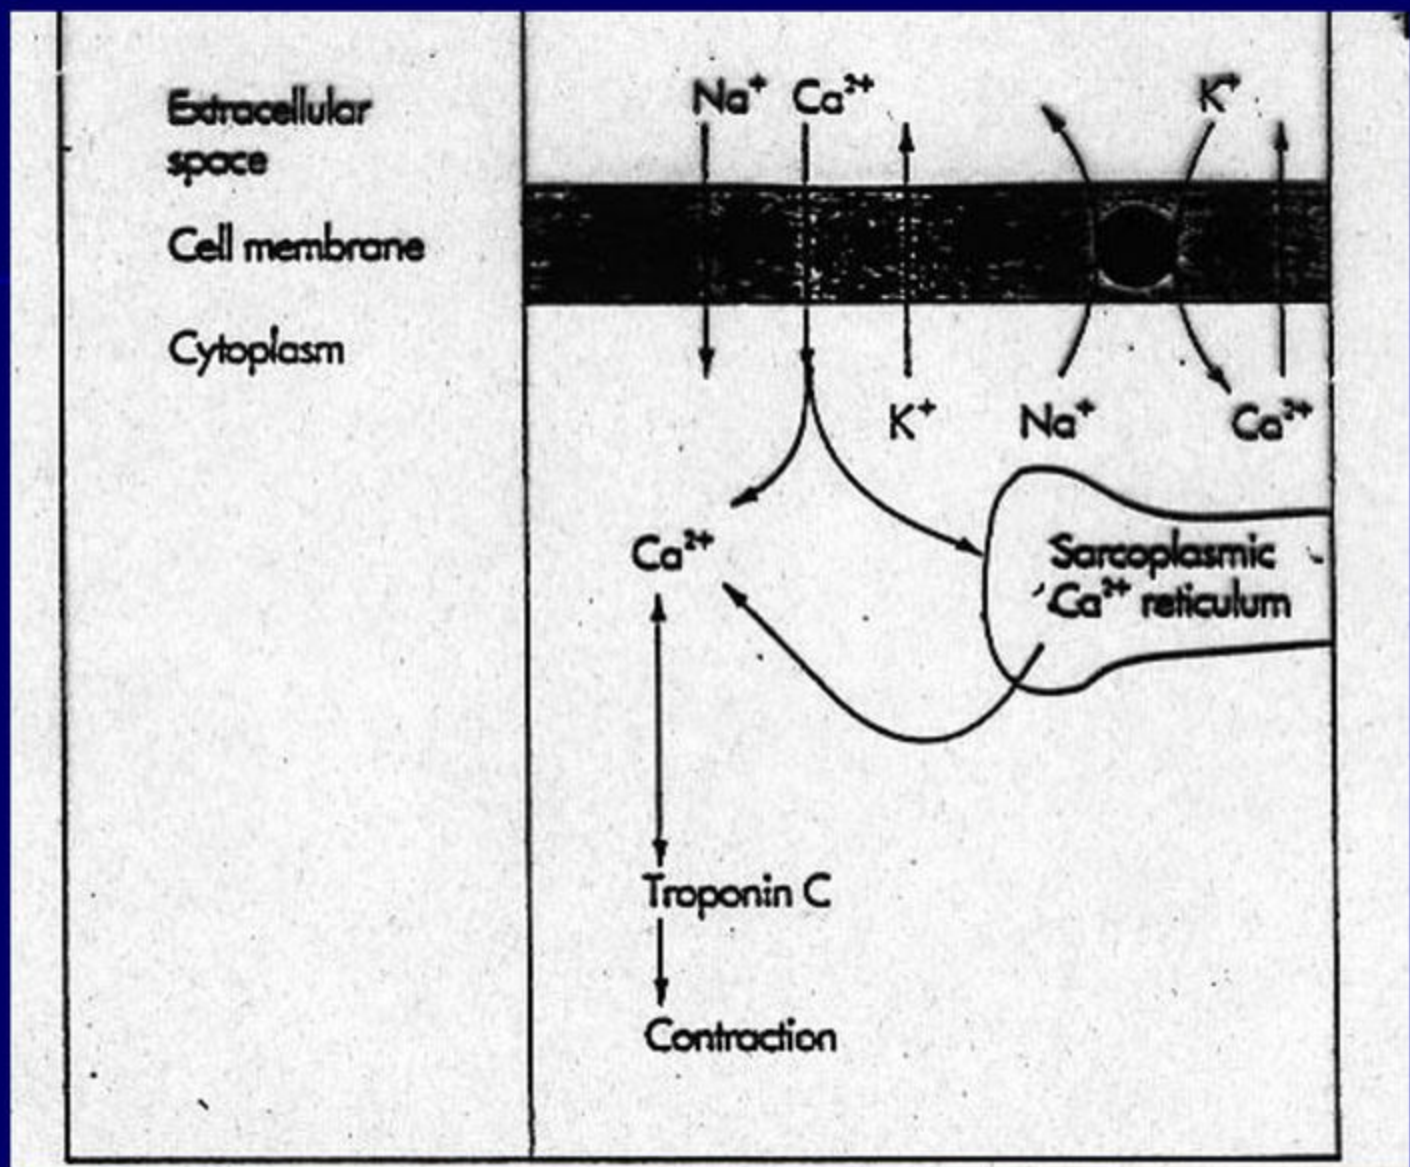 Extracellular
space
Cell membrane
Cytoplasm
Na⁺ Ca²⁺ K⁺
K⁺ Na⁺ Ca²⁺
Ca²⁺
Sarcoplasmic
Ca²⁺ reticulum
Troponin C
Contraction